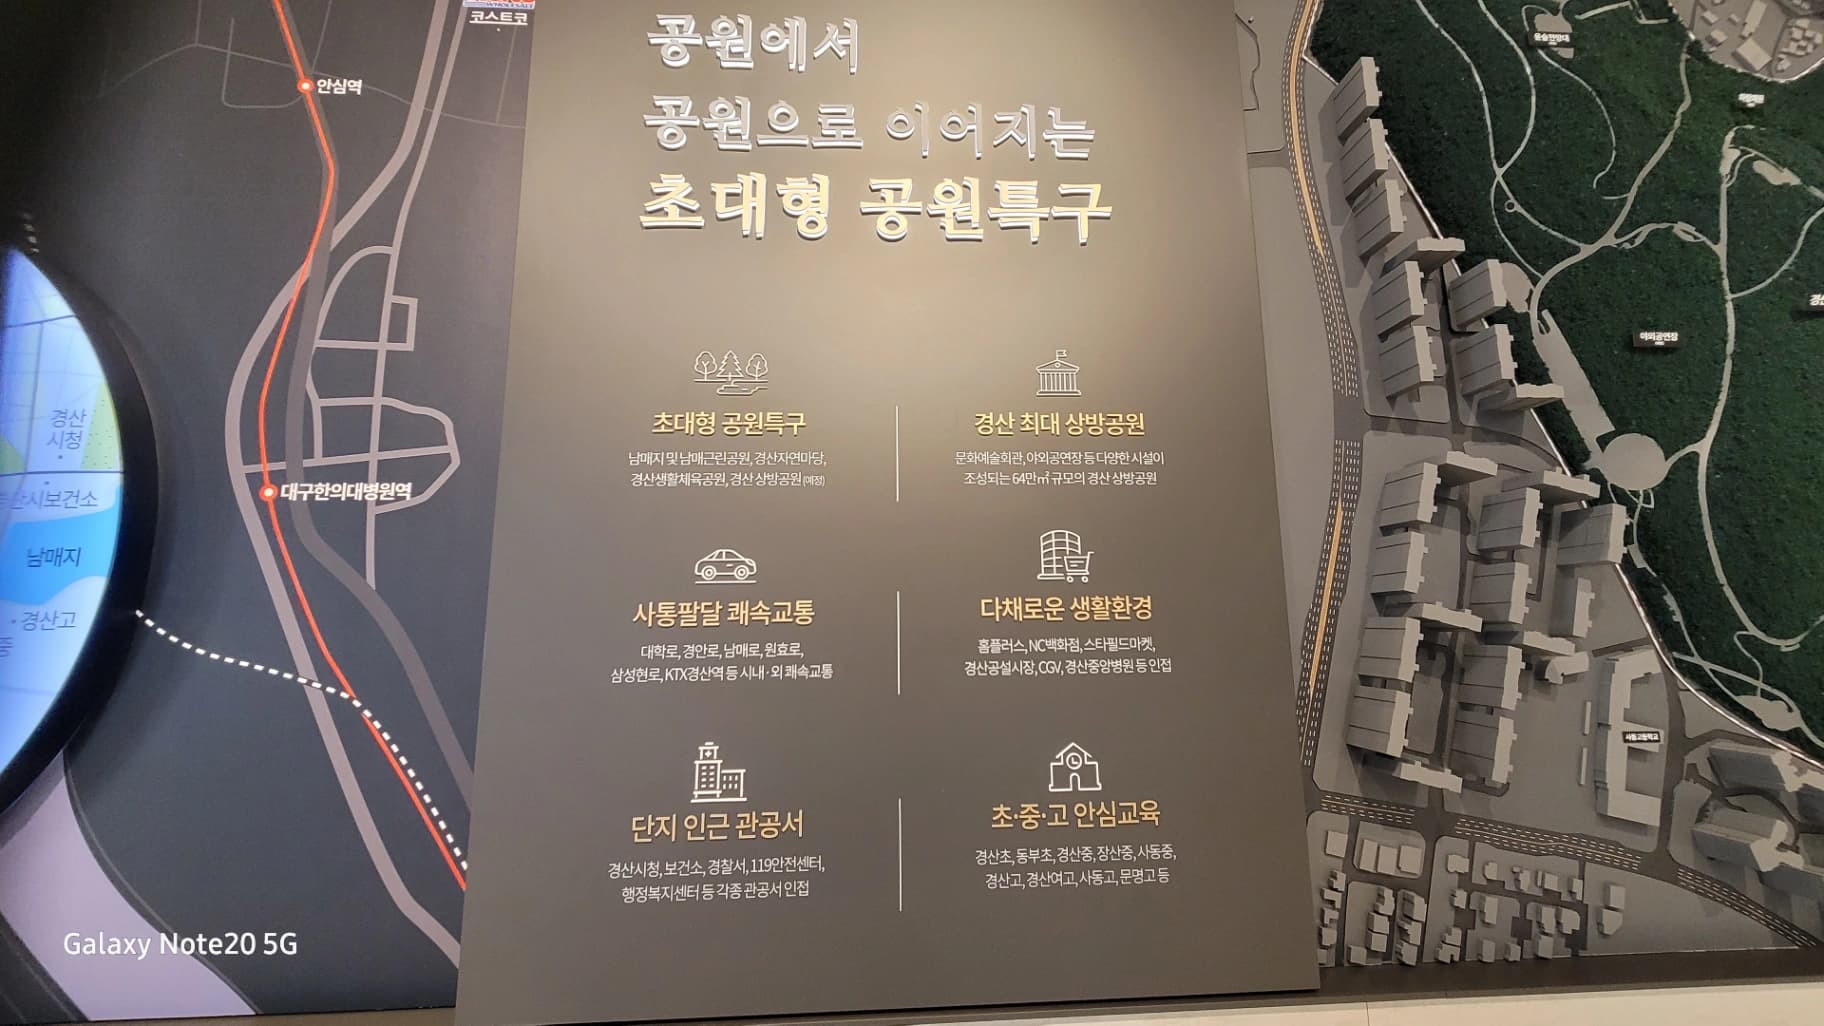 코스트코
안심역
대구한의대병원역
경산
시청
산시보건소
남매지
경산고
중
공원에서
공원으로 이어지는
초대형 공원특구
초대형 공원특구
남매지 및 남매근린공원, 경산자연마당,
경산생활체육공원, 경산 상방공원 (예정)
경산 최대 상방공원
문화예술회관, 야외공연장 등 다양한 시설이
조성되는 64만㎡ 규모의 경산 상방공원
사통팔달 쾌속교통
대학로, 경안로, 남매로, 원효로,
삼성현로, KTX경산역 등 시내·외 쾌속교통
다채로운 생활환경
홈플러스, NC백화점, 스타필드마켓,
경산공설시장, CGV, 경산중앙병원 등 인접
단지 인근 관공서
경산시청, 보건소, 경찰서, 119안전센터,
행정복지센터 등 각종 관공서 인접
초·중·고 안심교육
경산초, 동부초, 경산중, 장산중, 사동중,
경산고, 경산여고, 사동고, 문명고 등
야외공연장
사동고등학교
Galaxy Note20 5G